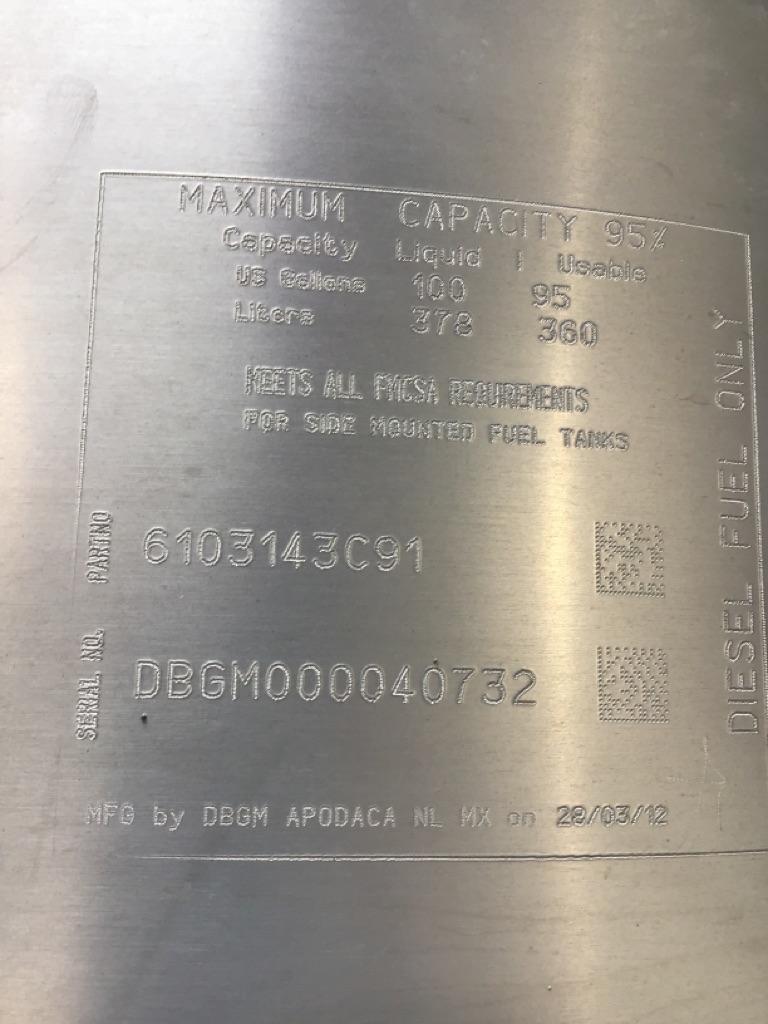 MAXIMUM CAPACITY 95%
Capacity Liquid | Usable
US Gallons 100 95
Liters 378 360
MEETS ALL FMCSA REQUIREMENTS
FOR SIDE MOUNTED FUEL TANKS
PARTNO 6103143C91
SERIAL NO. DBGM000040732
MFG by DBGM APODACA NL MX on 28/03/12
DIESEL FUEL ONLY